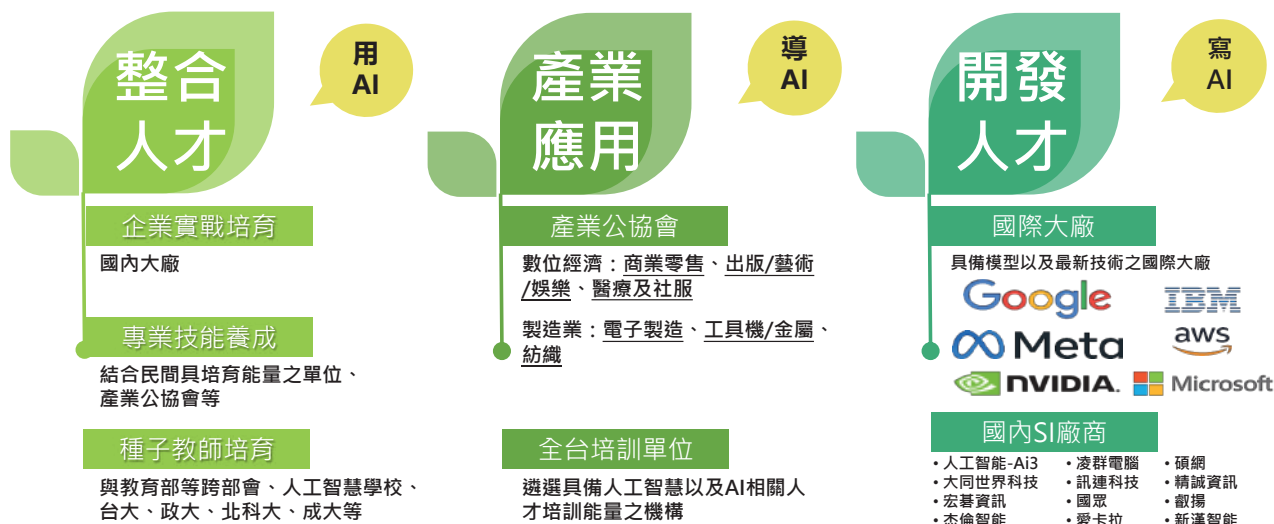 整合
人才
用
AI
企業實戰培育
國內大廠
專業技能養成
結合民間具培育能量之單位、
產業公協會等
種子教師培育
與教育部等跨部會、人工智慧學校、
台大、政大、北科大、成大等
產業
應用
導
AI
產業公協會
數位經濟：商業零售、出版/藝術
/娛樂、醫療及社服
製造業：電子製造、工具機/金屬、
紡織
全台培訓單位
遴選具備人工智慧以及AI相關人
才培訓能量之機構
開發
人才
寫
AI
國際大廠
具備模型以及最新技術之國際大廠
Google
IBM
Meta
aws
NVIDIA.
Microsoft
國內SI廠商
•人工智能-Ai3
•大同世界科技
•宏碁資訊
•杰倫智能
•凌群電腦
•訊連科技
•國眾
•愛卡拉
•碩網
•精誠資訊
•叡揚
•新漢智能